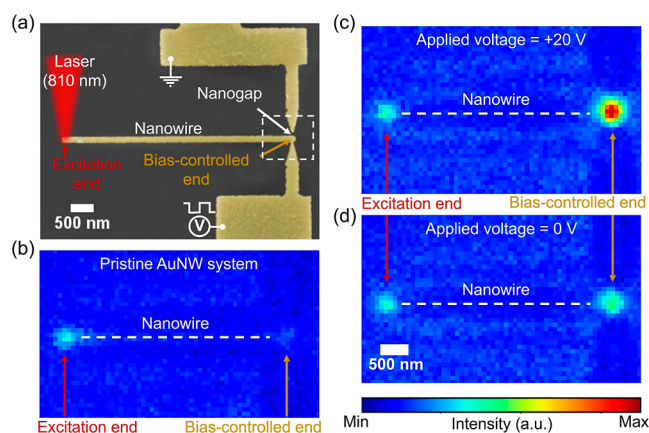 (a)
Laser
(810 nm)
Nanogap
Nanowire
Excitation
end
Bias-controlled
end
500 nm
V
(b)
Pristine AuNW system
Nanowire
Excitation end
Bias-controlled end
(c)
Applied voltage = +20 V
Nanowire
Excitation end
Bias-controlled end
(d)
Applied voltage = 0 V
Nanowire
500 nm
Min
Intensity (a.u.)
Max